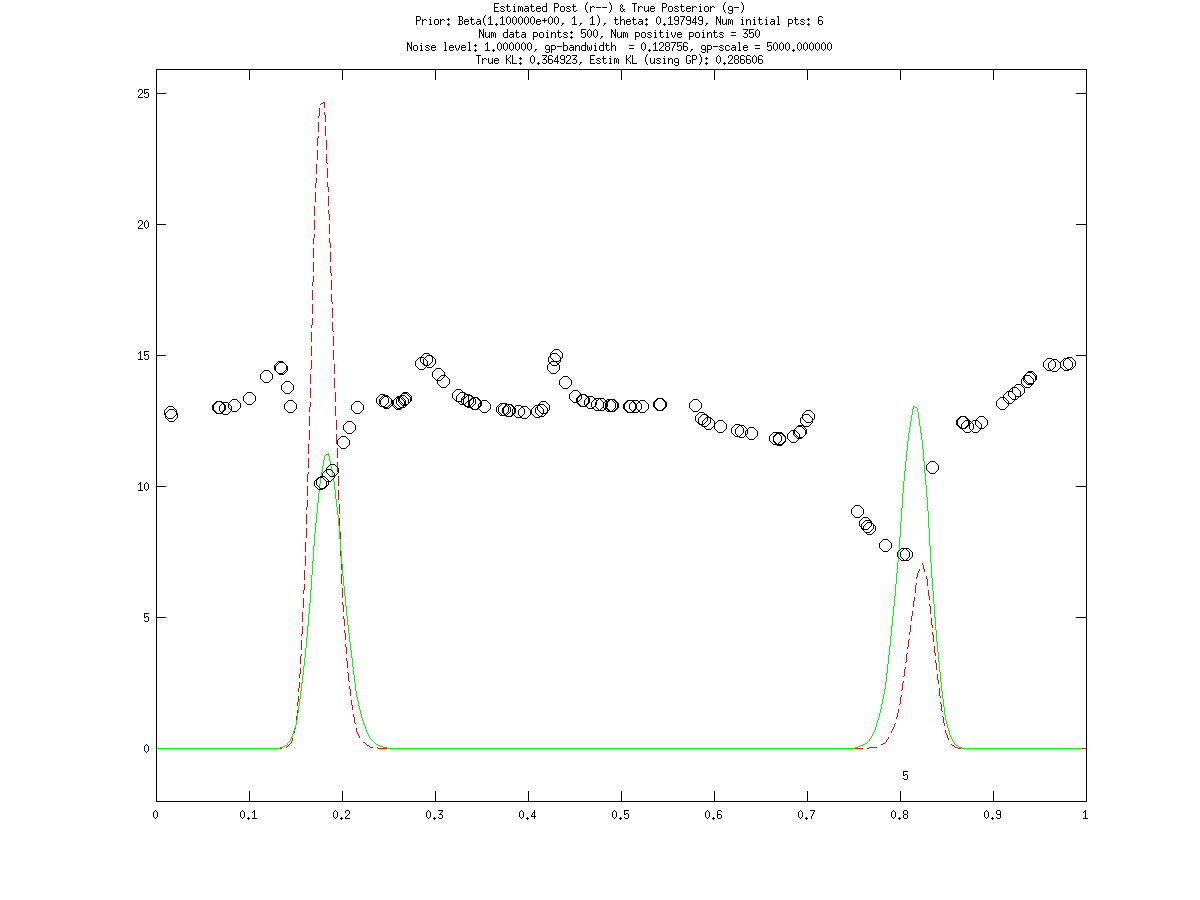 Estimated Post (r--) & True Posterior (g-)
Prior: Beta(1.100000e+00, 1, 1), theta: 0.197949, Num initial pts: 6
Num data points: 500, Num positive points = 350
Noise level: 1.000000, gp-bandwidth  = 0.128756, gp-scale = 5000.000000
True KL: 0.364923, Estim KL (using GP): 0.286606
25
20
15
10
5
0
5
0 0.1 0.2 0.3 0.4 0.5 0.6 0.7 0.8 0.9 1